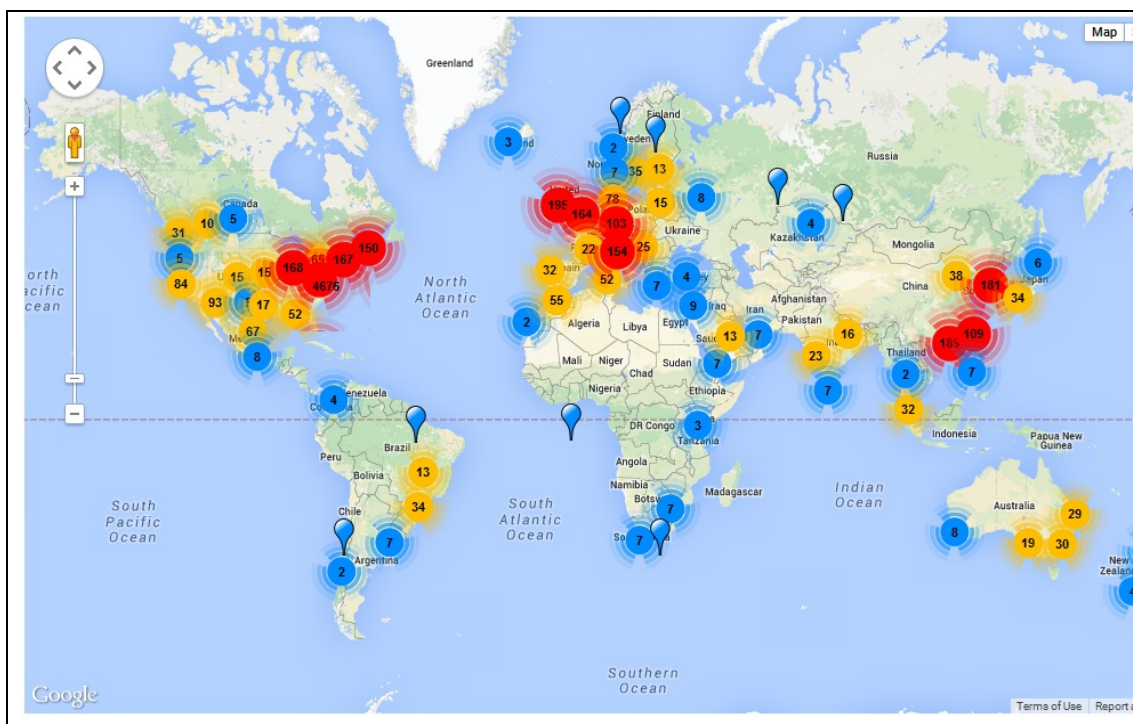 Map
Greenland
Finland
3
2
Sweden
Russia
7
35
13
Canada
195
78
15
8
10
5
164
31
103
4
Ukraine
Kazakhstan
Mongolia
150
167
168
22
154
25
5
15
15
4676
32
52
7
4
38
181
6
Japan
84
93
17
52
55
9
China
34
North
Atlantic
Ocean
2
Algeria
Libya
Egypt
Iraq
Iran
Afghanistan
Pakistan
67
8
13
7
16
109
23
Mali
Niger
Chad
Sudan
7
Thailand
2
7
4
Venezuela
Nigeria
Ethiopia
7
32
DR Congo
3
Tanzania
Indonesia
Papua New
Guinea
Brazil
Peru
Bolivia
13
Angola
Namibia
Madagascar
Indian
Ocean
South
Pacific
Ocean
Chile
34
South
Atlantic
Ocean
7
Australia
29
7
7
8
19
30
Argentina
2
New
Zealand
Southern
Ocean
Google
Terms of Use